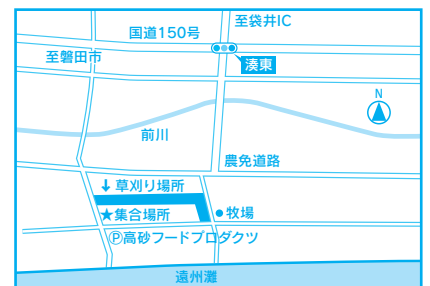 至袋井IC
国道150号
至磐田市
湊東
N
前川
農免道路
↓草刈り場所
★集合場所
●牧場
Ⓟ高砂フードプロダクツ
遠州灘